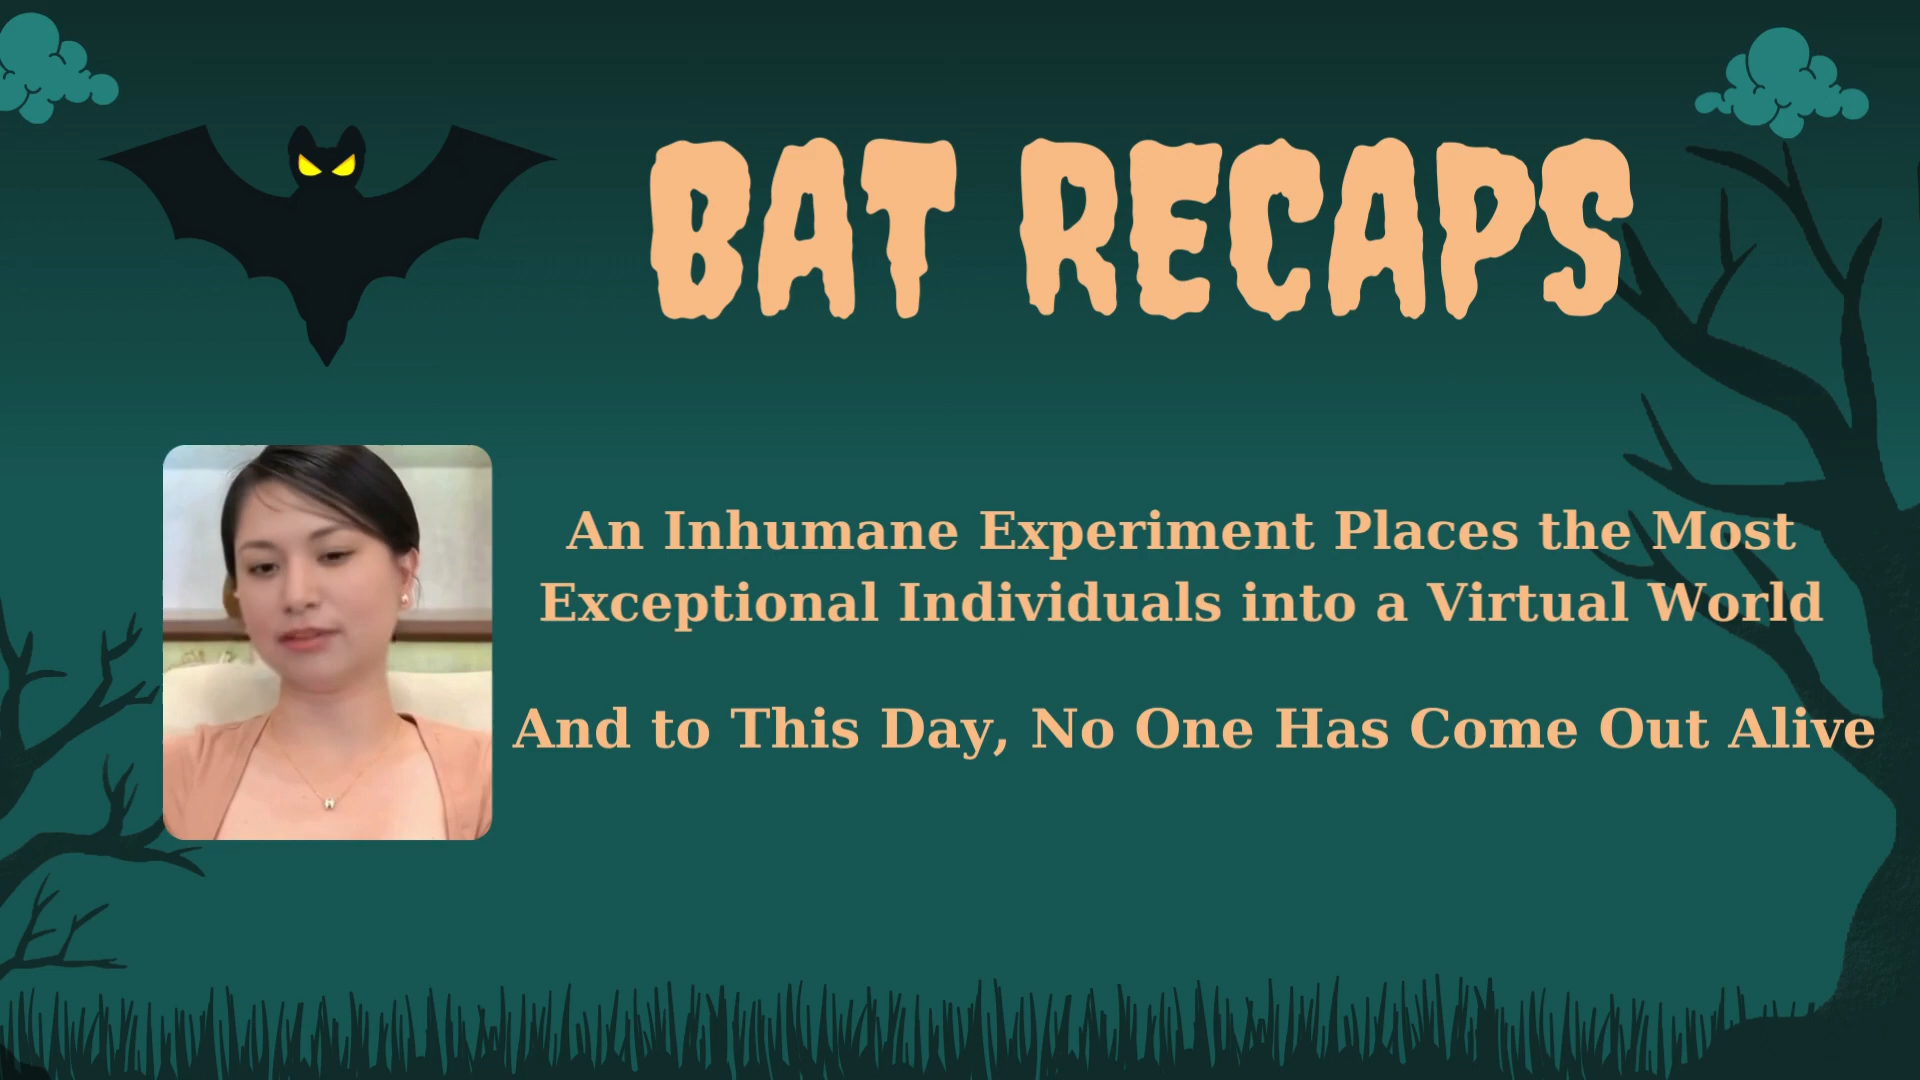 BAT RECAPS
An Inhumane Experiment Places the Most
Exceptional Individuals into a Virtual World
And to This Day, No One Has Come Out Alive